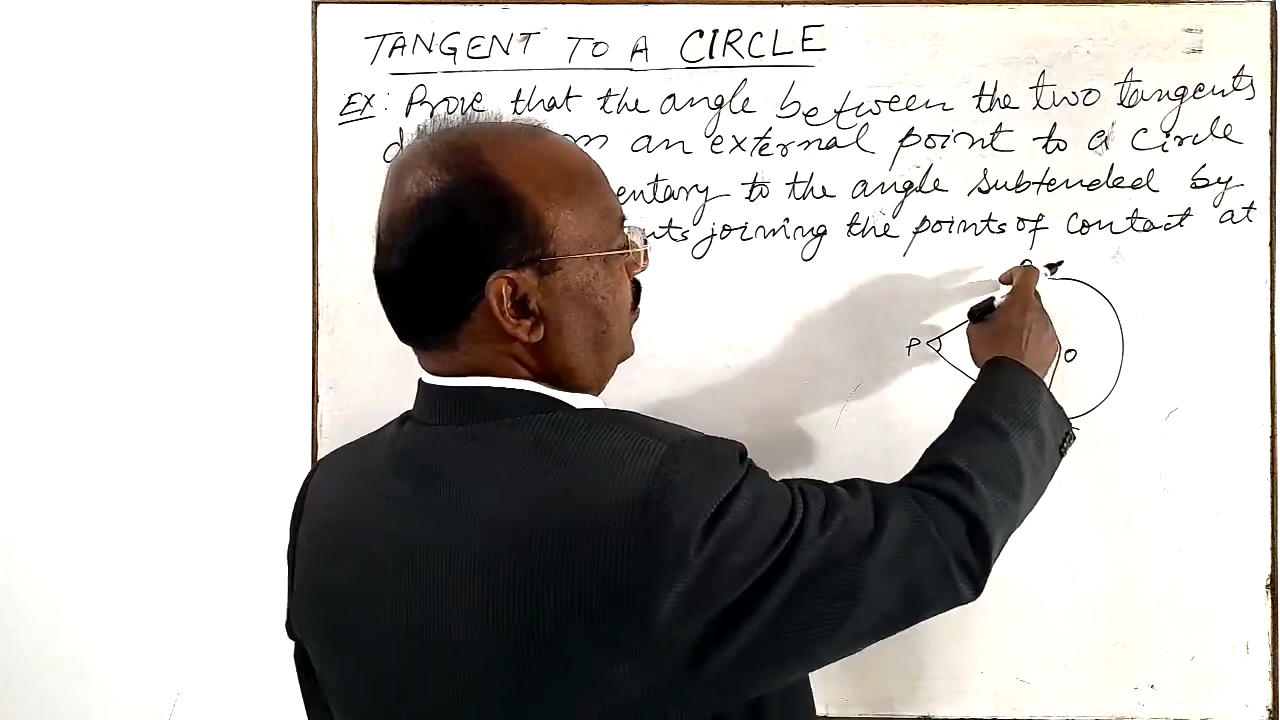 TANGENT TO A CIRCLE
EX: Prove that the angle between the two tangents
an external point to a circle
entary to the angle subtended by
nts joining the points of contact at
P
O